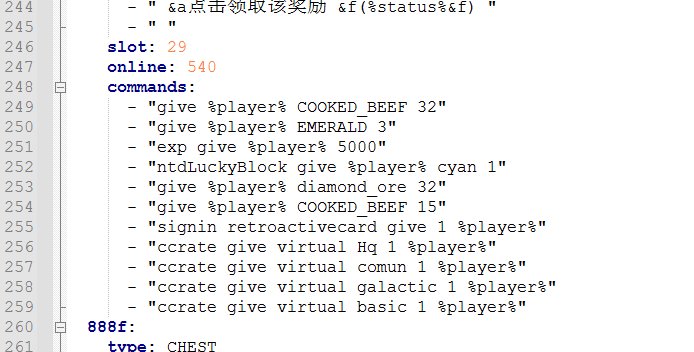 244 - " &a点击领取该奖励 &f(%status%&f) "
245 - " "
246 slot: 29
247 online: 540
248 commands:
249 - "give %player% COOKED_BEEF 32"
250 - "give %player% EMERALD 3"
251 - "exp give %player% 5000"
252 - "ntdLuckyBlock give %player% cyan 1"
253 - "give %player% diamond_ore 32"
254 - "give %player% COOKED_BEEF 15"
255 - "signin retroactivecard give 1 %player%"
256 - "ccrate give virtual Hq 1 %player%"
257 - "ccrate give virtual comun 1 %player%"
258 - "ccrate give virtual galactic 1 %player%"
259 - "ccrate give virtual basic 1 %player%"
260 888f:
261 type: CHEST